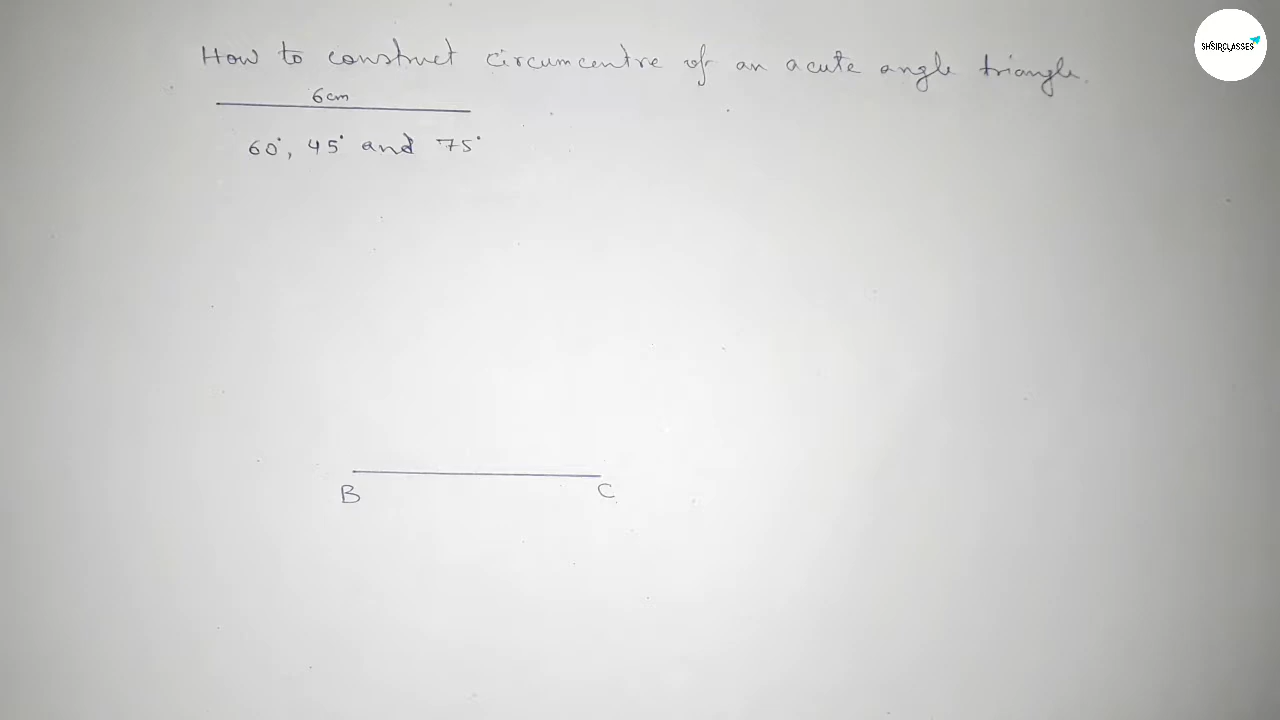 How to construct circumcentre of an acute angle triangle.
6cm
60°, 45° and 75°
B C
SHSIRCLASSES